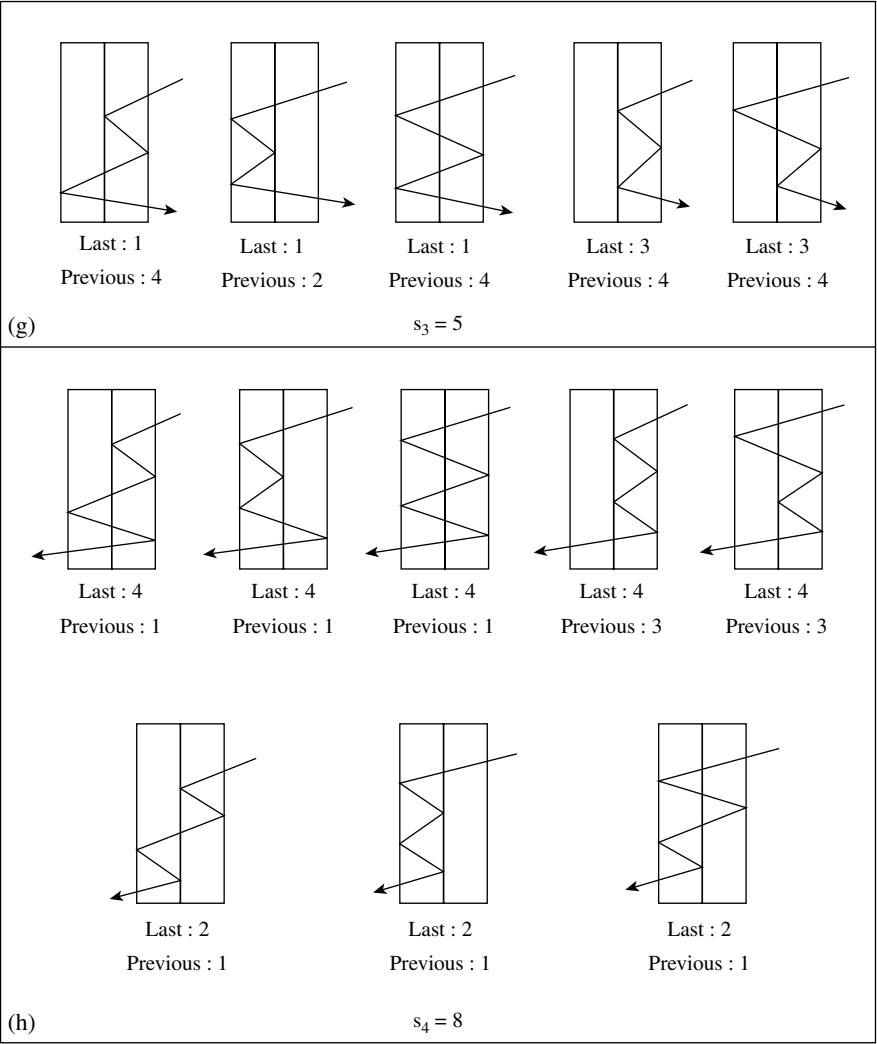 Last : 1 Last : 1 Last : 1 Last : 3 Last : 3
Previous : 4 Previous : 2 Previous : 4 Previous : 4 Previous : 4
(g) s₃ = 5
Last : 4 Last : 4 Last : 4 Last : 4 Last : 4
Previous : 1 Previous : 1 Previous : 1 Previous : 3 Previous : 3
Last : 2 Last : 2 Last : 2
Previous : 1 Previous : 1 Previous : 1
(h) s₄ = 8